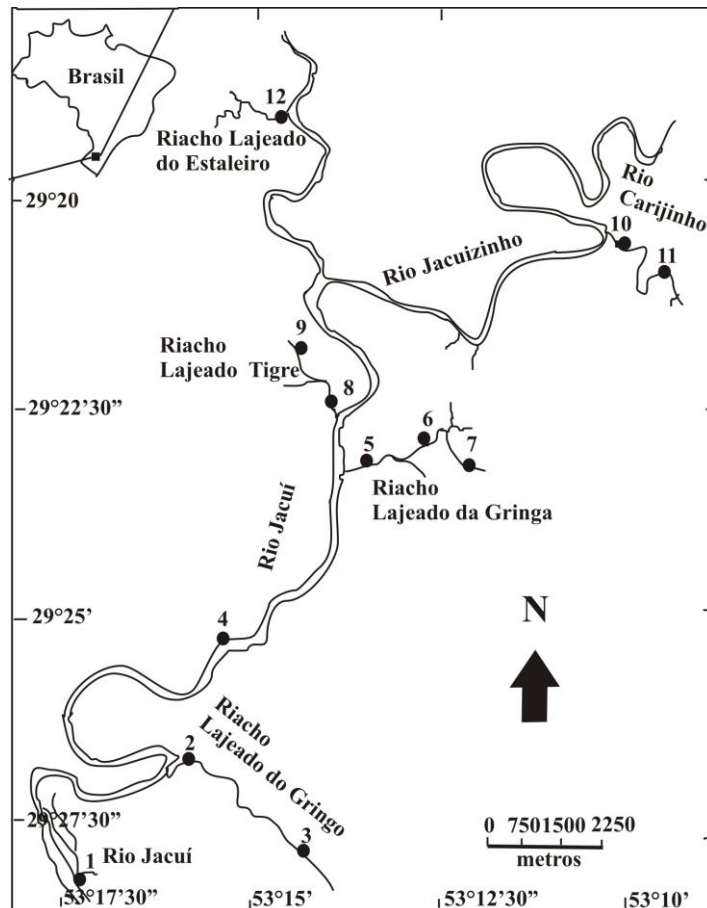 Brasil
12
Riacho Lajeado
do Estaleiro
29°20
Rio
Carijinho
10
11
Rio Jacuizinho
9
Riacho
Lajeado Tigre
8
29°22'30”
6
5
7
Riacho
Lajeado da Gringa
Rio Jacuí
N
29°25’
4
Riacho
Lajeado do Gringo
2
29°27'30”
3
0 750 1500 2250
metros
1
Rio Jacuí
53°17’30”
53°15’
53°12’30”
53°10’